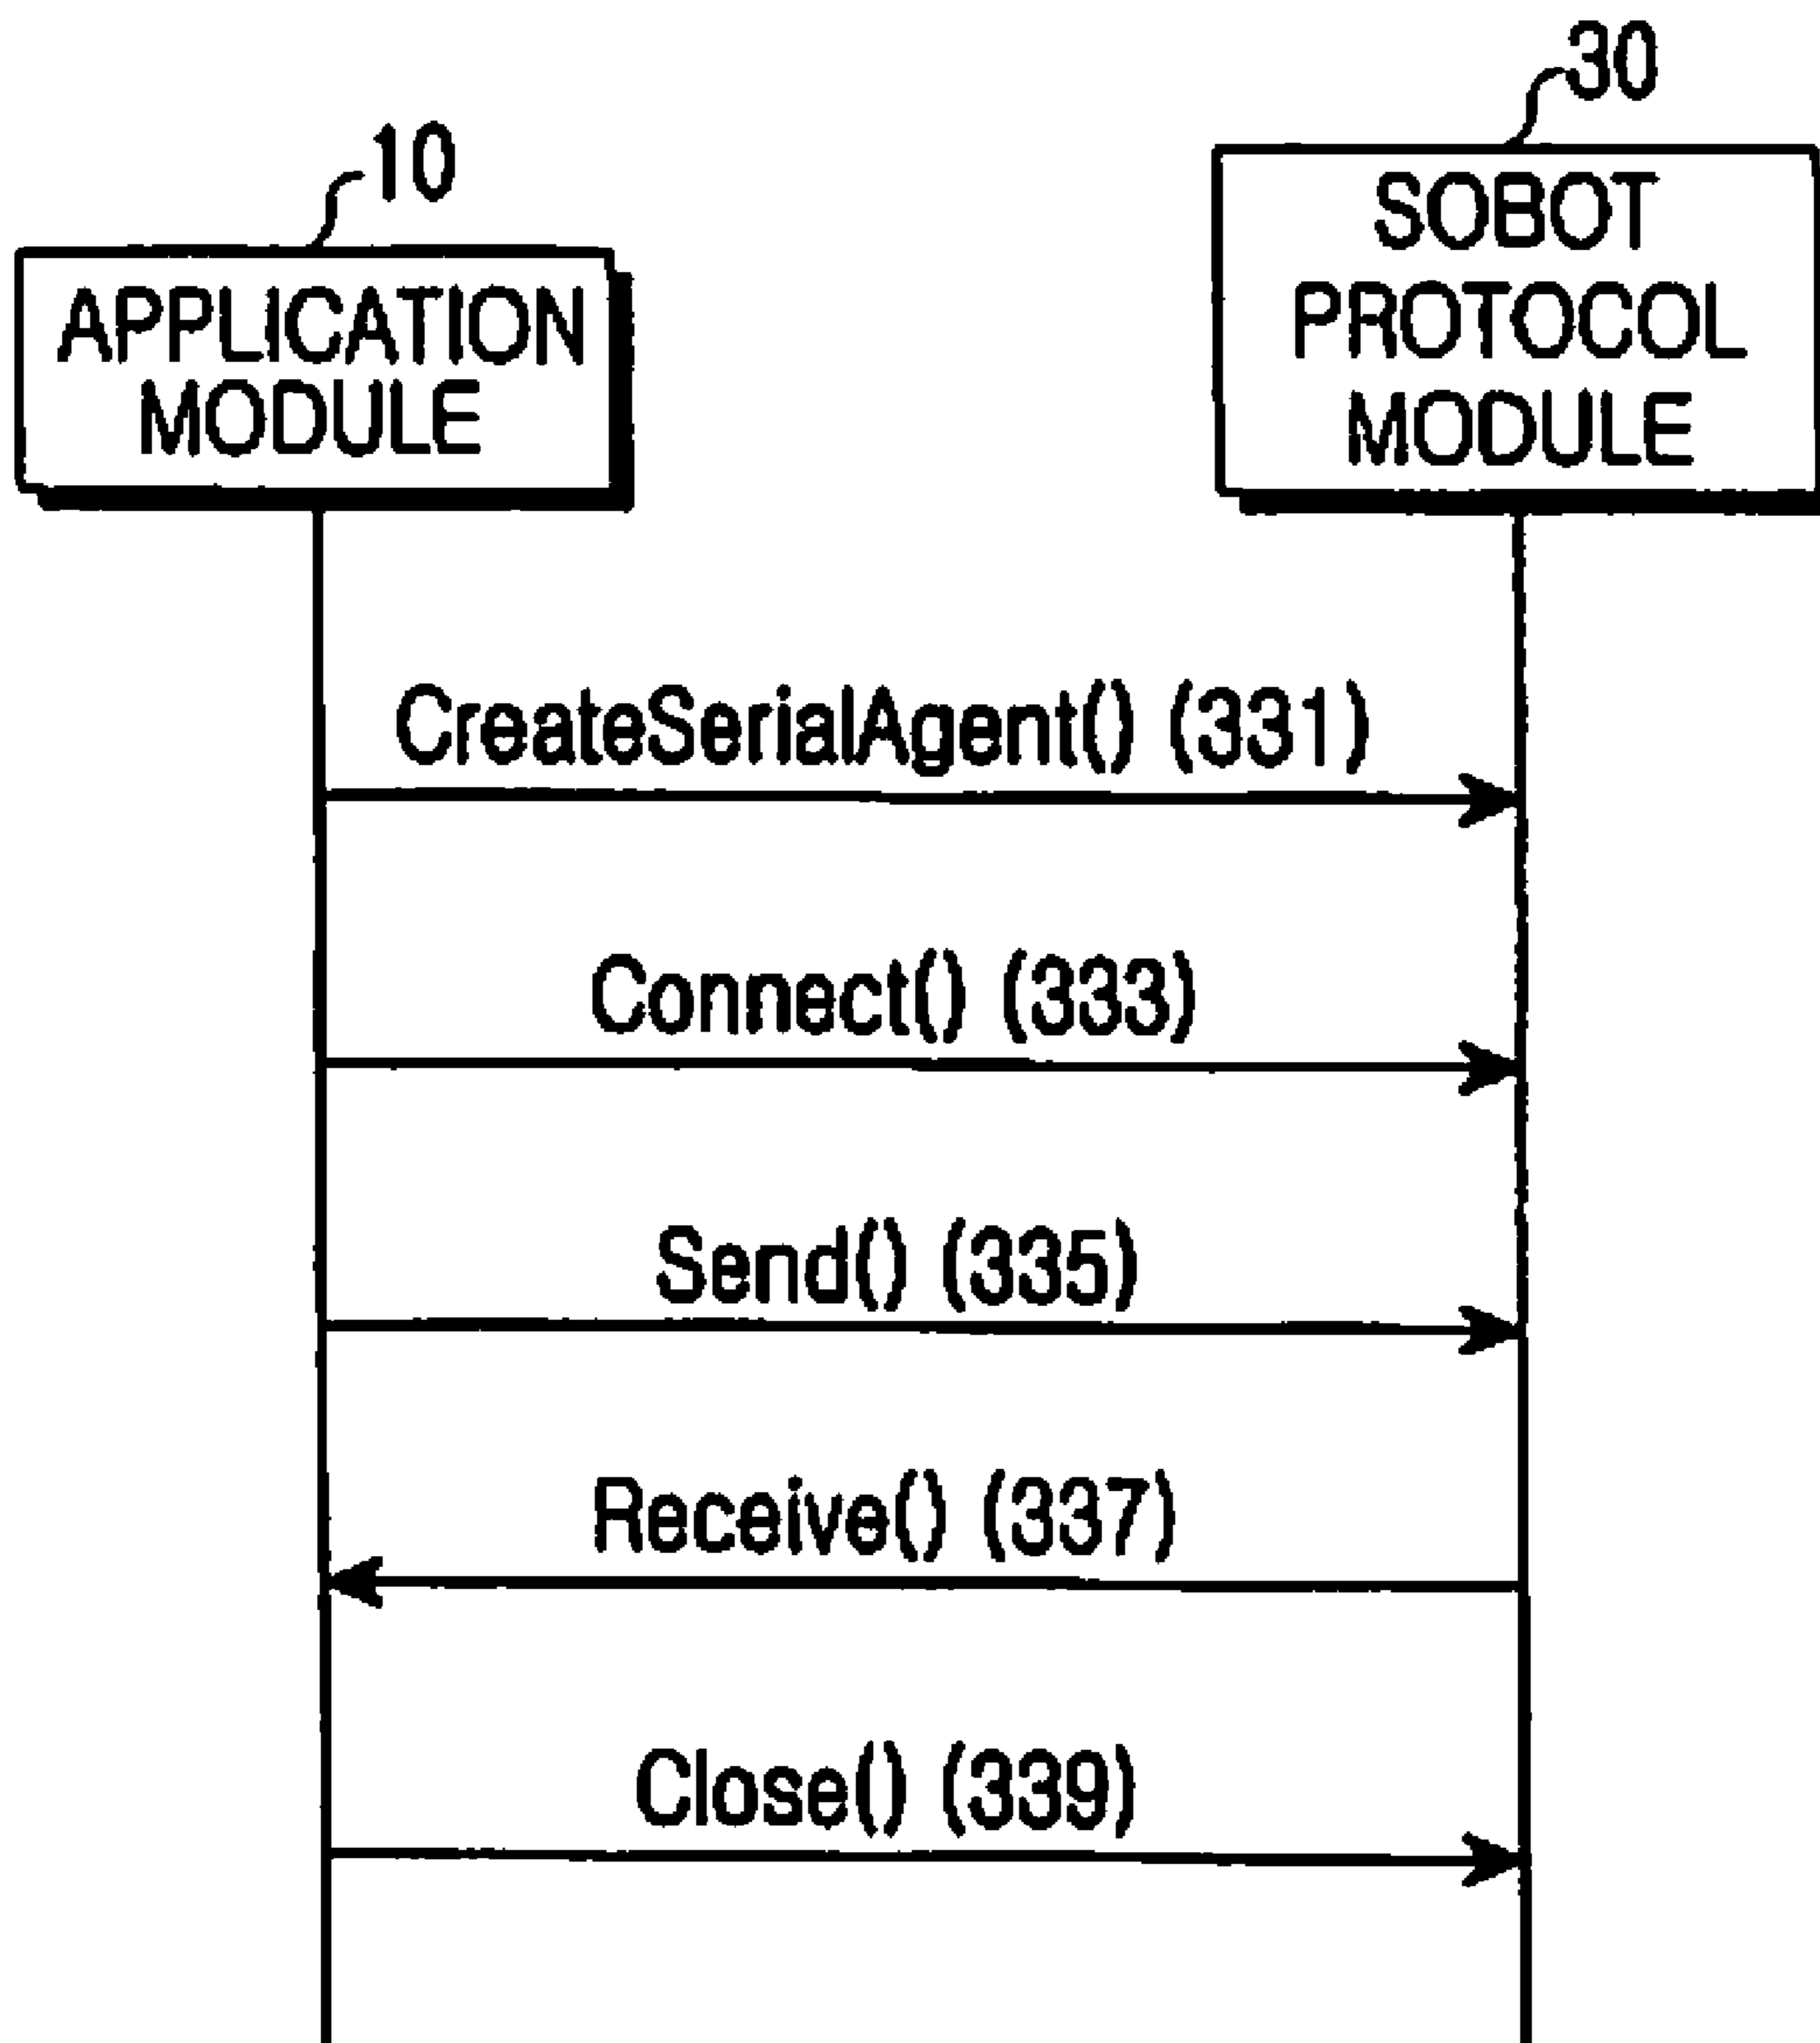 30
10
SOBOT
PROTOCOL
MODULE
APPLICATION
MODULE
CreateSerialAgent() (331)
Connect() (333)
Send() (335)
Receive() (337)
Close() (339)